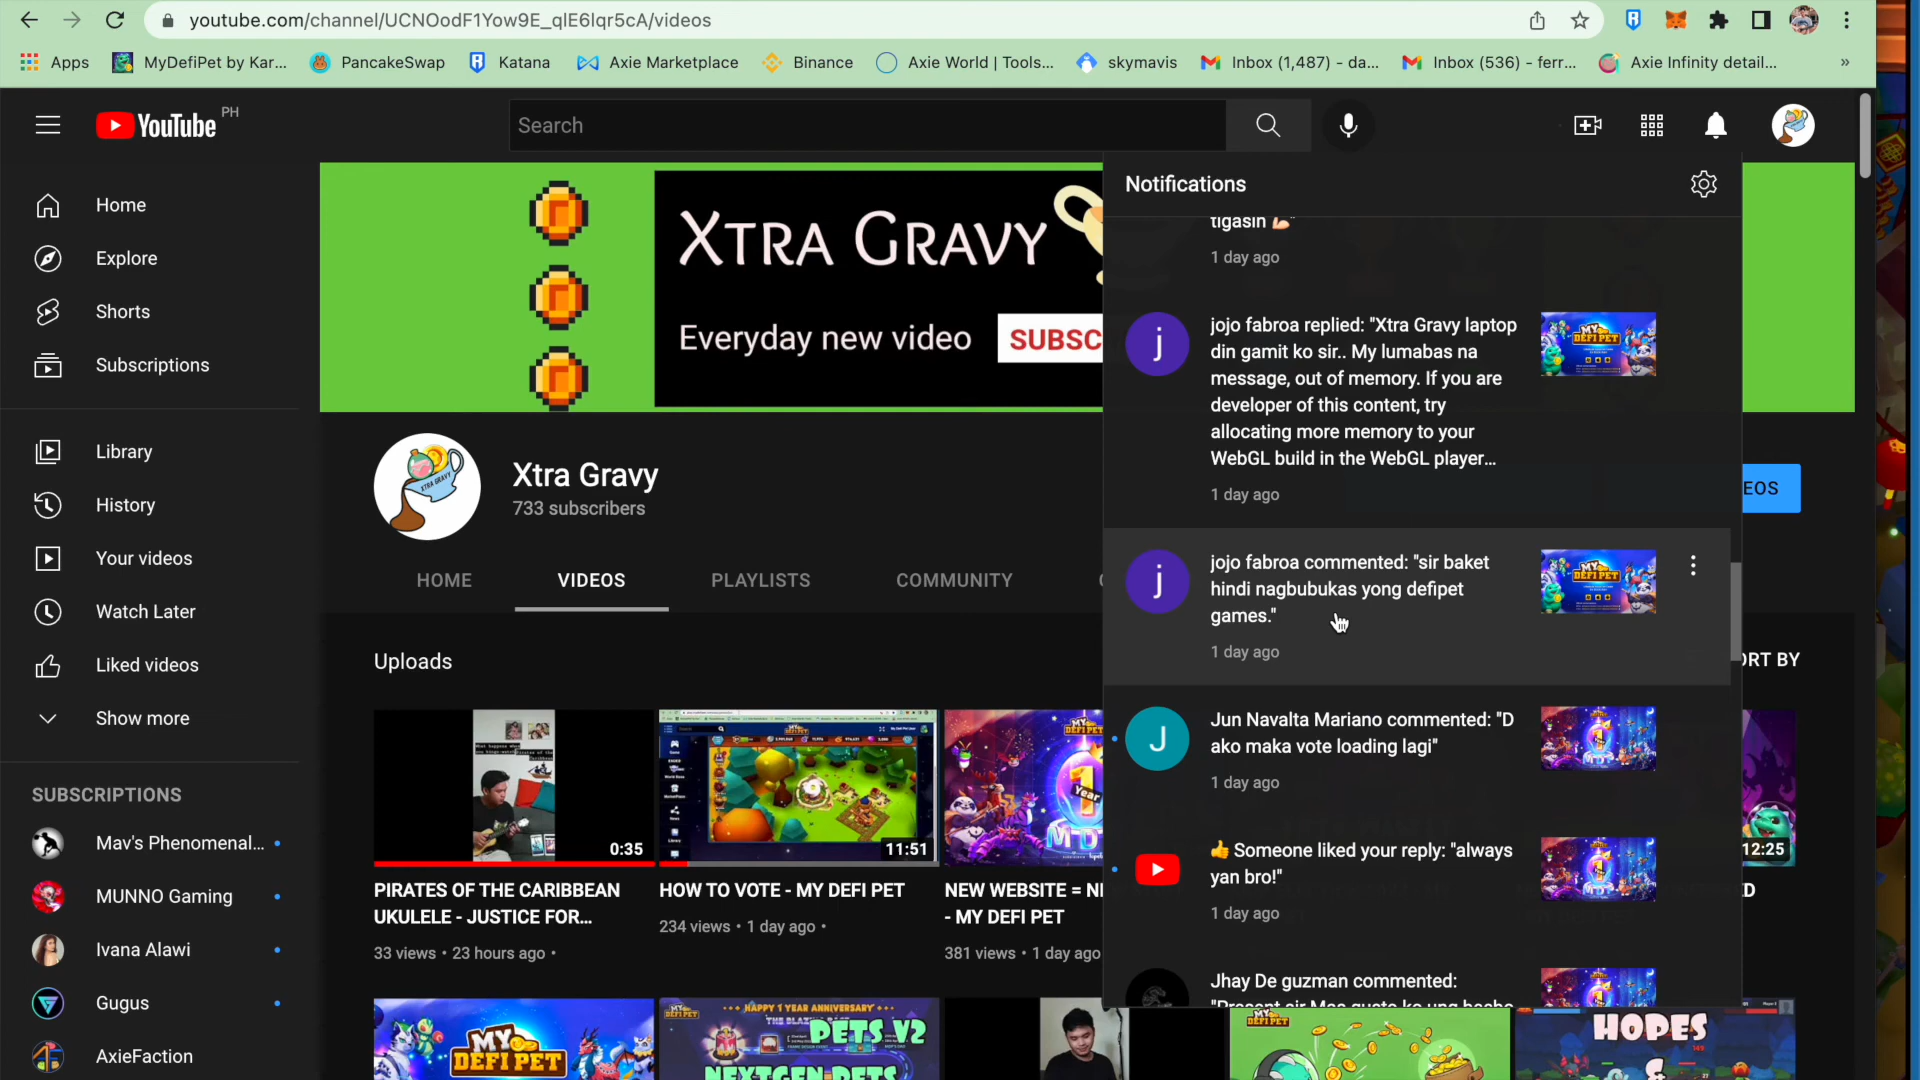 youtube.com/channel/UCNOodF1Yow9E_qlE6lqr5cA/videos
Apps
MyDefiPet by Kar...
PancakeSwap
Katana
Axie Marketplace
Binance
Axie World | Tools...
skymavis
Inbox (1,487) - da...
Inbox (536) - ferr...
Axie Infinity detail...
»
YouTube PH
Search
Notifications
Home
Explore
Shorts
Subscriptions
Library
History
Your videos
Watch Later
Liked videos
Show more
SUBSCRIPTIONS
Mav's Phenomenal...
MUNNO Gaming
Ivana Alawi
Gugus
AxieFaction
XTRA GRAVY
Everyday new video
SUBSC
Xtra Gravy
733 subscribers
EOS
HOME
VIDEOS
PLAYLISTS
COMMUNITY
Uploads
ORT BY
0:35
PIRATES OF THE CARIBBEAN
UKULELE - JUSTICE FOR...
33 views • 23 hours ago •
11:51
HOW TO VOTE - MY DEFI PET
234 views • 1 day ago •
NEW WEBSITE = NE
- MY DEFI PET
381 views • 1 day ago
12:25
tigasin 💪🏻"
1 day ago
jojo fabroa replied: "Xtra Gravy laptop
din gamit ko sir.. My lumabas na
message, out of memory. If you are
developer of this content, try
allocating more memory to your
WebGL build in the WebGL player...
1 day ago
jojo fabroa commented: "sir baket
hindi nagbubukas yong defipet
games."
1 day ago
Jun Navalta Mariano commented: "D
ako maka vote loading lagi"
1 day ago
👍 Someone liked your reply: "always
yan bro!"
1 day ago
Jhay De guzman commented:
MY
DEFI PET
HAPPY 1 YEAR ANNIVERSARY
PETS V2
NEXTGEN PETS
HOPES
&